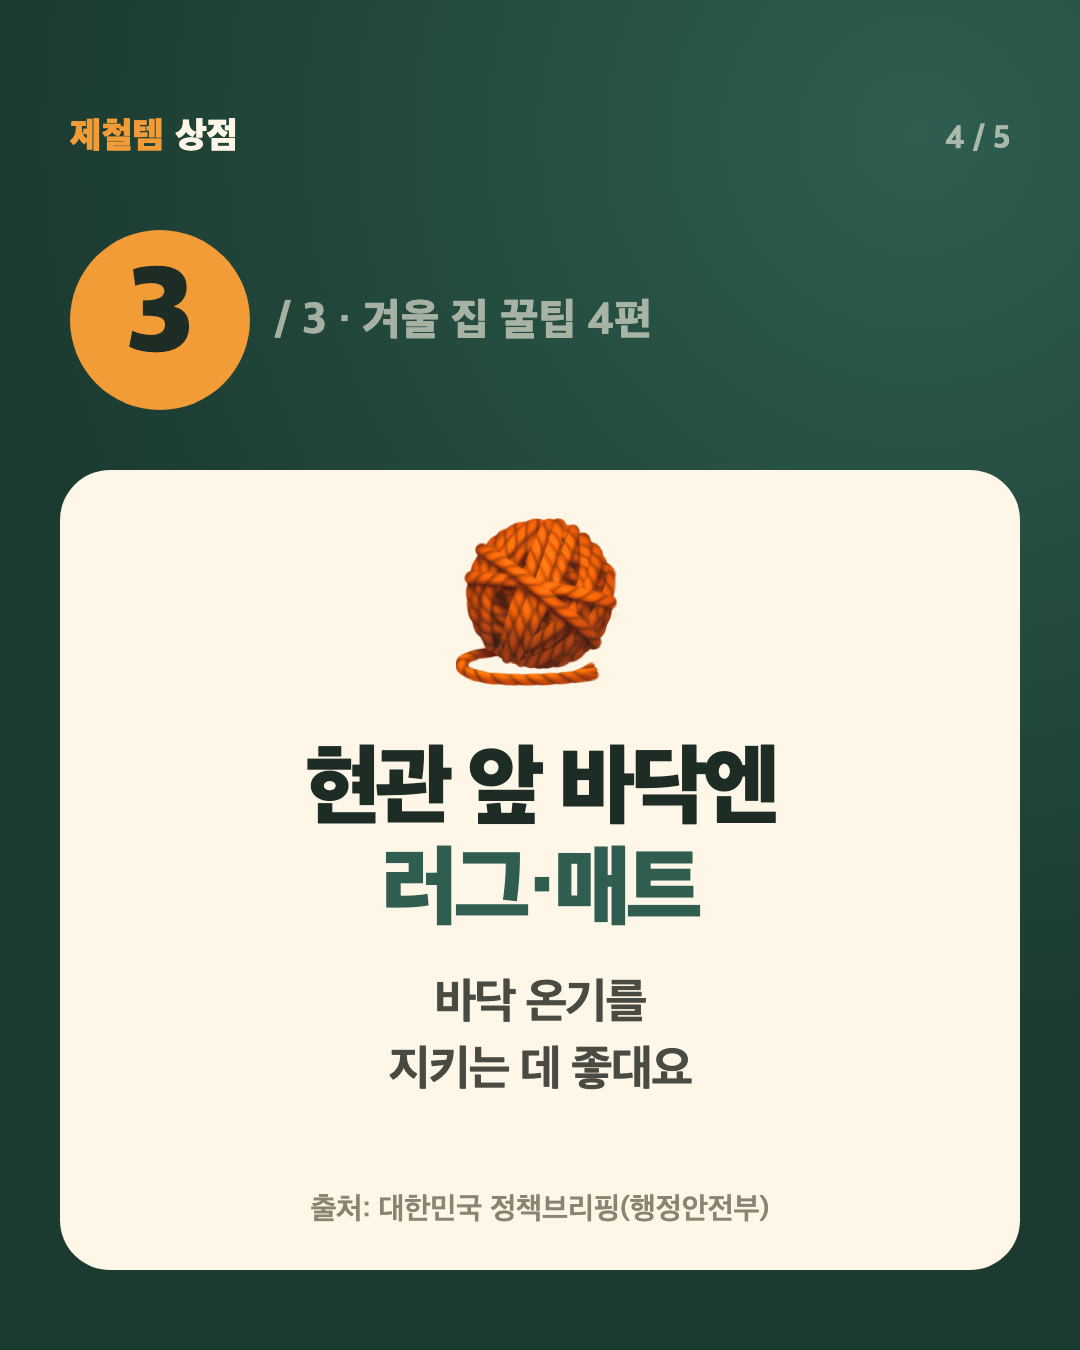 제철템 상점
4 / 5
3 / 3 · 겨울 집 꿀팁 4편
현관 앞 바닥엔
러그·매트
바닥 온기를
지키는 데 좋대요
출처: 대한민국 정책브리핑(행정안전부)